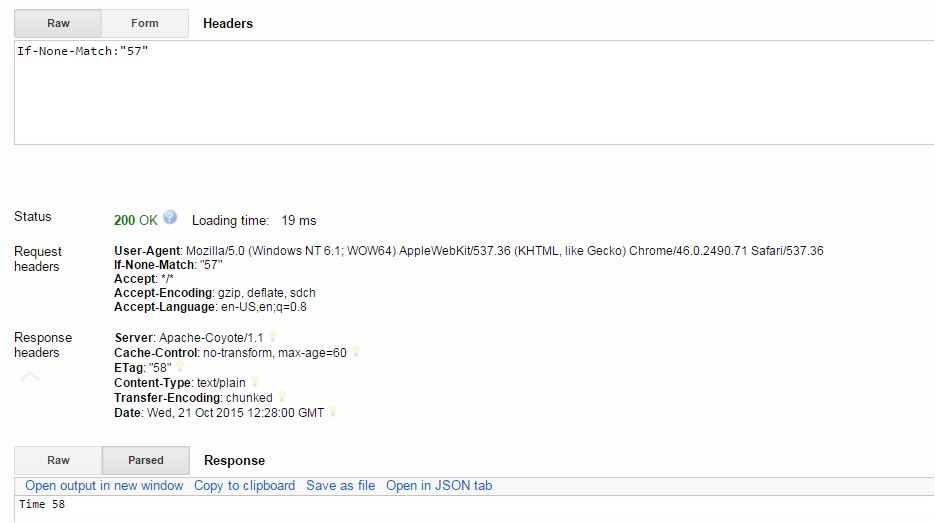 Raw Form Headers
If-None-Match:"57"
Status 200 OK ? Loading time: 19 ms
Request headers
User-Agent: Mozilla/5.0 (Windows NT 6.1; WOW64) AppleWebKit/537.36 (KHTML, like Gecko) Chrome/46.0.2490.71 Safari/537.36
If-None-Match: "57"
Accept: */*
Accept-Encoding: gzip, deflate, sdch
Accept-Language: en-US,en;q=0.8
Response headers
Server: Apache-Coyote/1.1
Cache-Control: no-transform, max-age=60
ETag: "58"
Content-Type: text/plain
Transfer-Encoding: chunked
Date: Wed, 21 Oct 2015 12:28:00 GMT
Raw Parsed Response
Open output in new window Copy to clipboard Save as file Open in JSON tab
Time 58